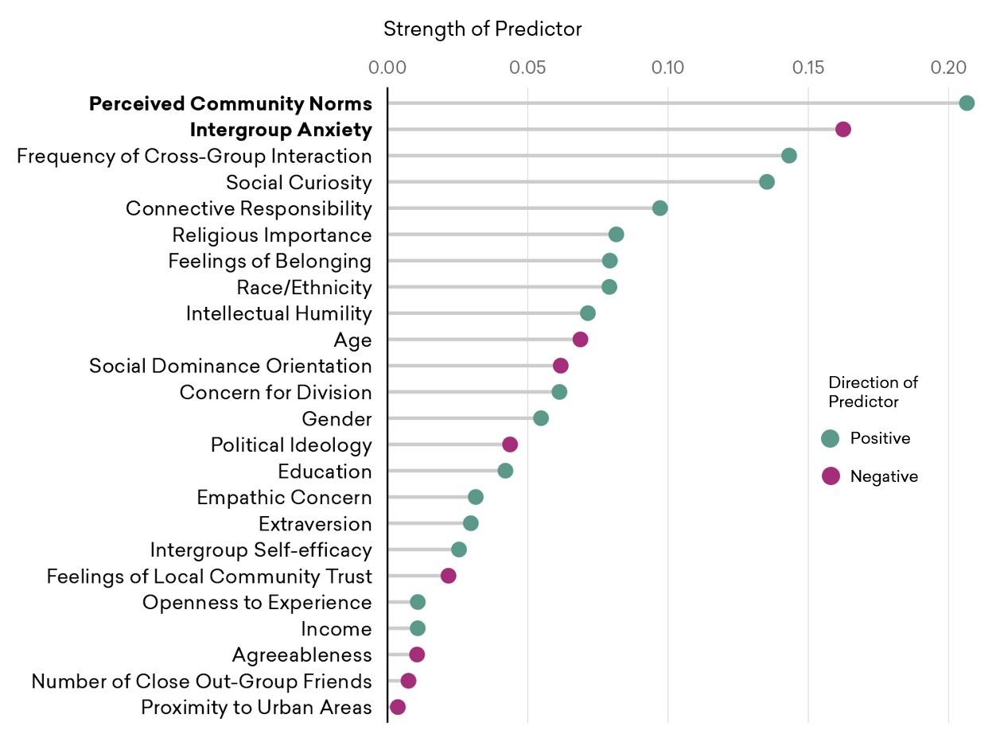 Strength of Predictor
0.00 0.05 0.10 0.15 0.20
Perceived Community Norms
Intergroup Anxiety
Frequency of Cross-Group Interaction
Social Curiosity
Connective Responsibility
Religious Importance
Feelings of Belonging
Race/Ethnicity
Intellectual Humility
Age
Social Dominance Orientation
Concern for Division
Gender
Political Ideology
Education
Empathic Concern
Extraversion
Intergroup Self-efficacy
Feelings of Local Community Trust
Openness to Experience
Income
Agreeableness
Number of Close Out-Group Friends
Proximity to Urban Areas
Direction of
Predictor
Positive
Negative